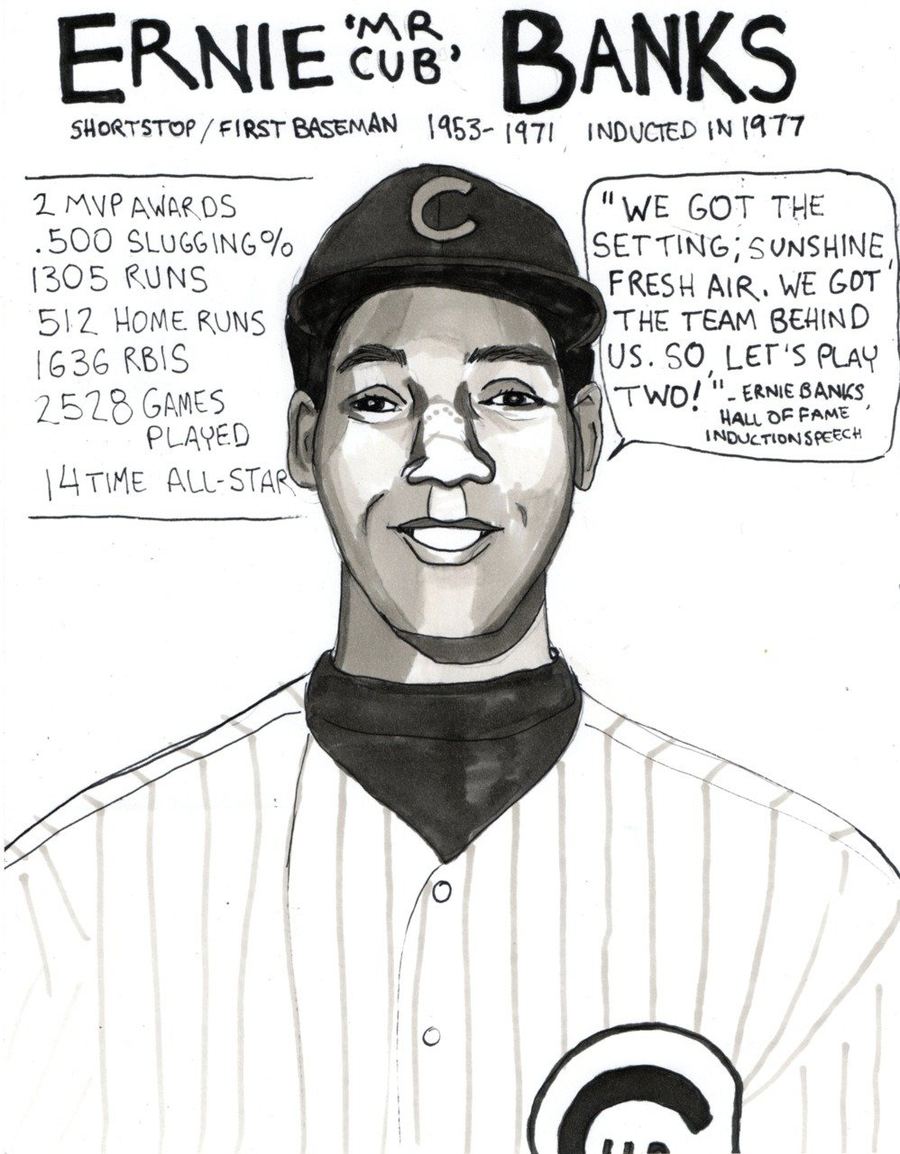 ERNIE 'MR CUB' BANKS
SHORTSTOP / FIRST BASEMAN 1953-1971 INDUCTED IN 1977
2 MVP AWARDS
.500 SLUGGING%
1305 RUNS
512 HOME RUNS
1636 RBIS
2528 GAMES
PLAYED
14 TIME ALL-STAR
"WE GOT THE
SETTING; SUNSHINE,
FRESH AIR. WE GOT
THE TEAM BEHIND
US. SO, LET'S PLAY
TWO!" - ERNIE BANKS,
HALL OF FAME
INDUCTION SPEECH
C
C
UB